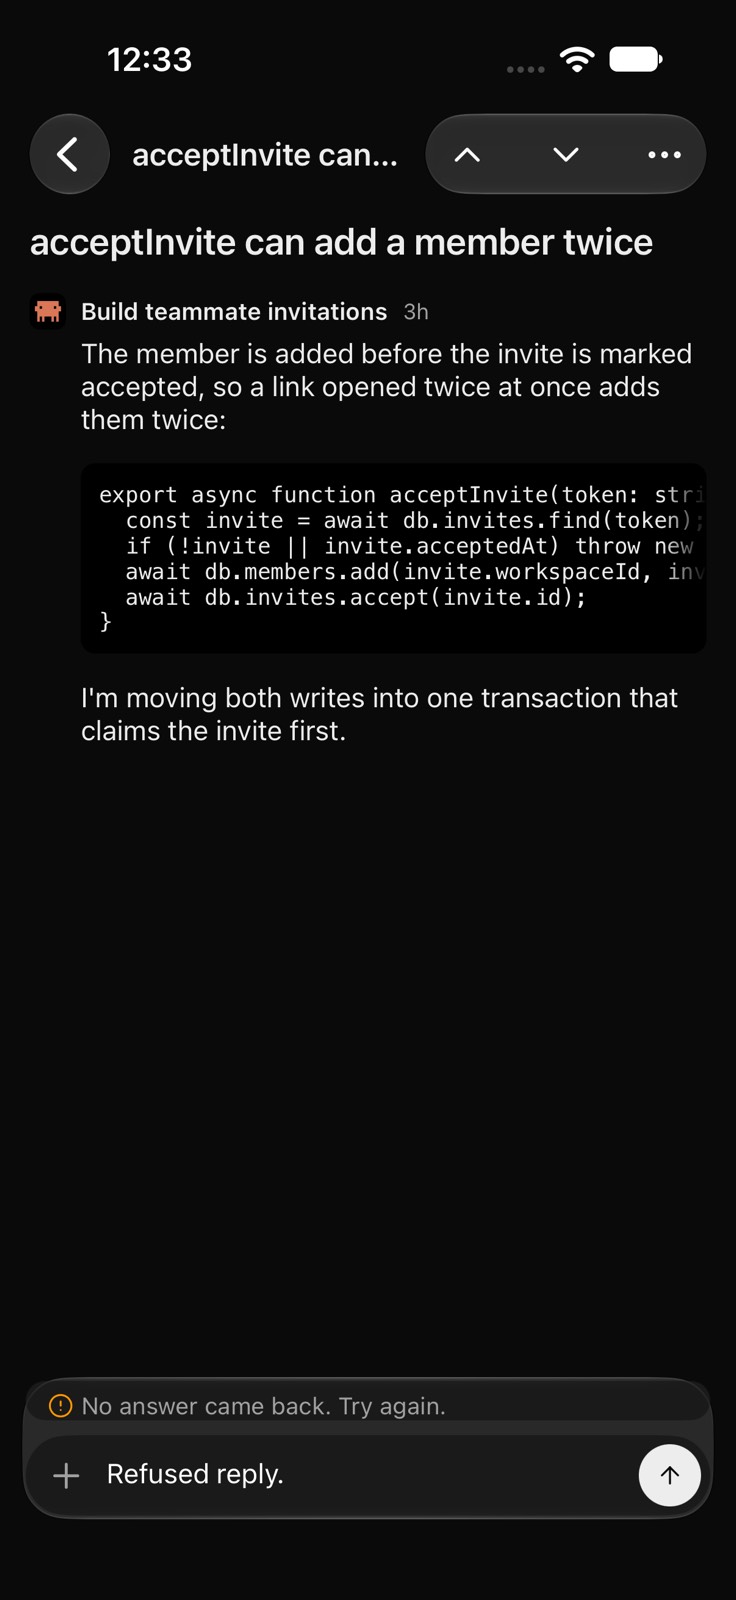 12:33
acceptInvite can...
acceptInvite can add a member twice
Build teammate invitations 3h
The member is added before the invite is marked
accepted, so a link opened twice at once adds
them twice:
export async function acceptInvite(token: stri
const invite = await db.invites.find(token);
if (!invite || invite.acceptedAt) throw new
await db.members.add(invite.workspaceId, inv
await db.invites.accept(invite.id);
}
I'm moving both writes into one transaction that
claims the invite first.
No answer came back. Try again.
Refused reply.